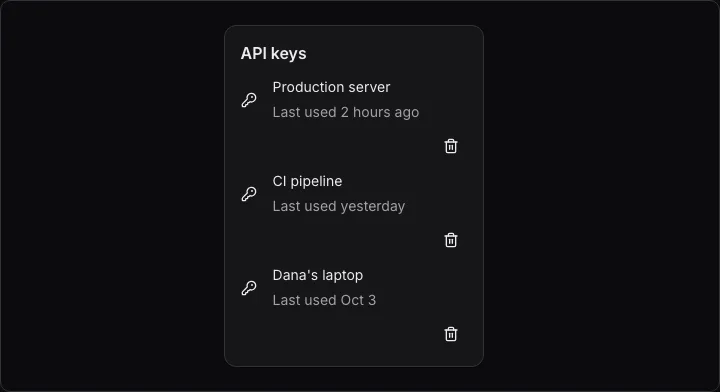 API keys
Production server
Last used 2 hours ago
CI pipeline
Last used yesterday
Dana's laptop
Last used Oct 3